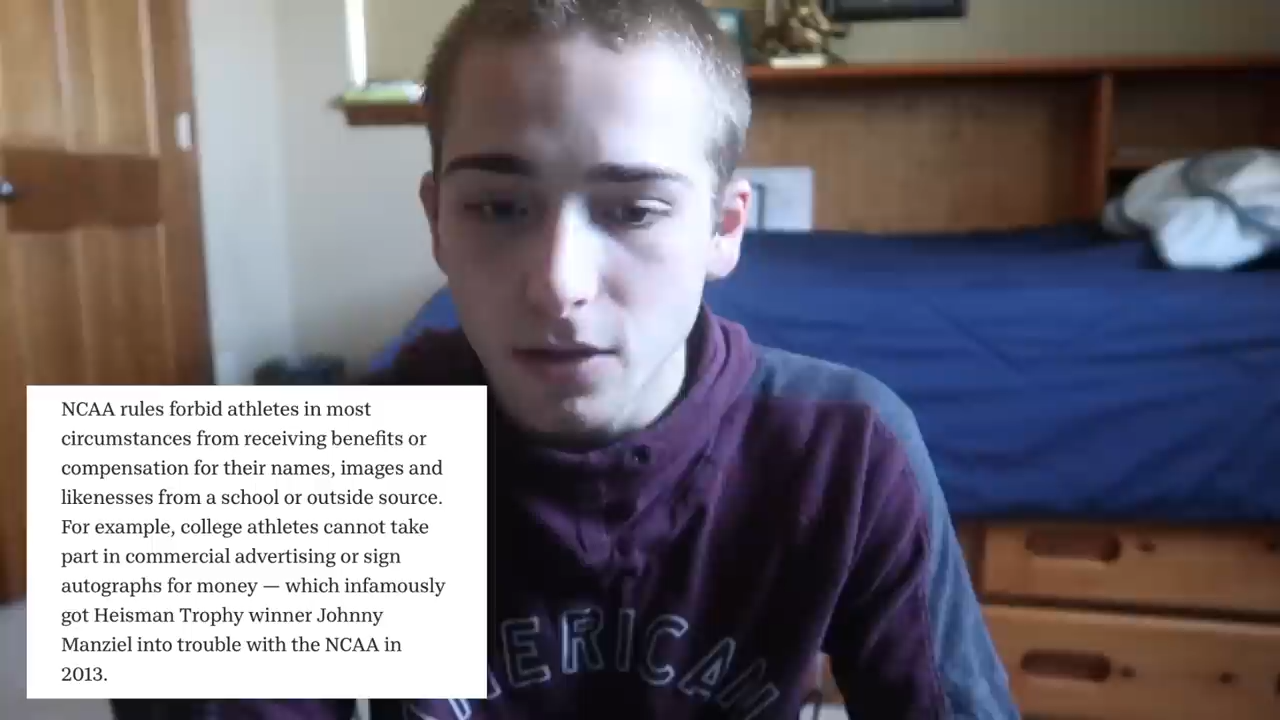 NCAA rules forbid athletes in most
circumstances from receiving benefits or
compensation for their names, images and
likenesses from a school or outside source.
For example, college athletes cannot take
part in commercial advertising or sign
autographs for money — which infamously
got Heisman Trophy winner Johnny
Manziel into trouble with the NCAA in
2013.
MERICAN